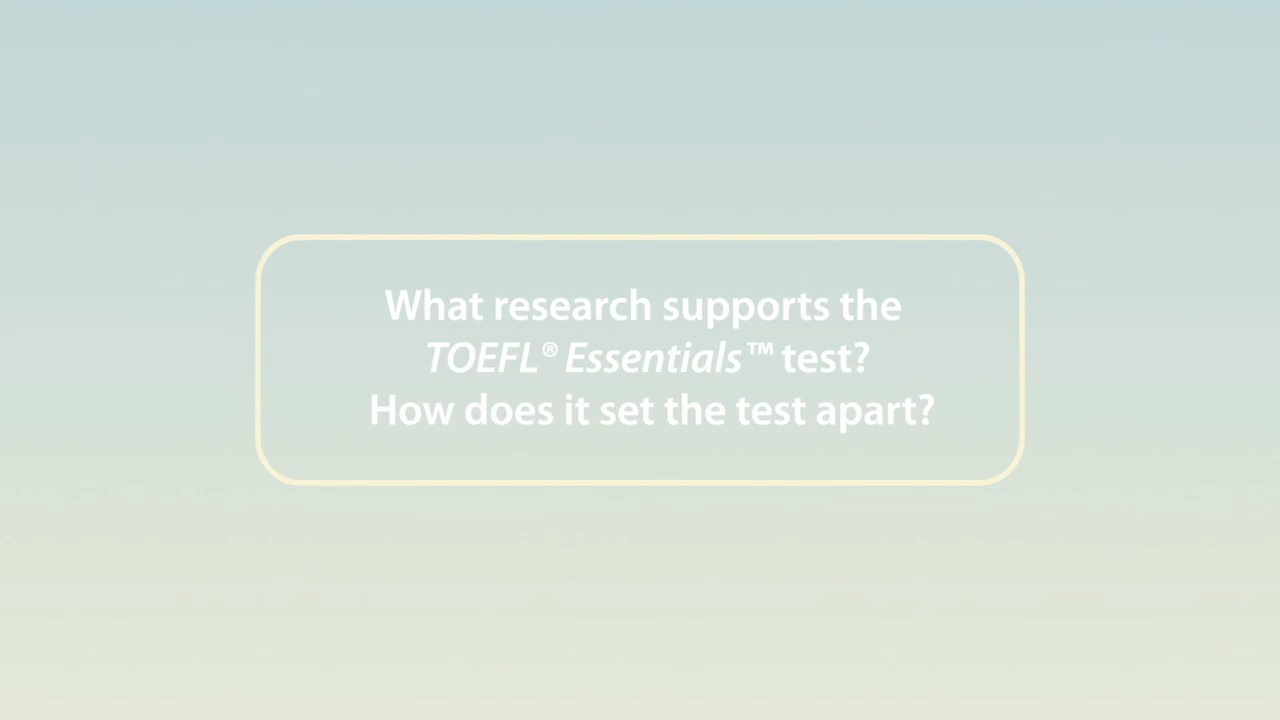 What research supports the
TOEFL® Essentials™ test?
How does it set the test apart?